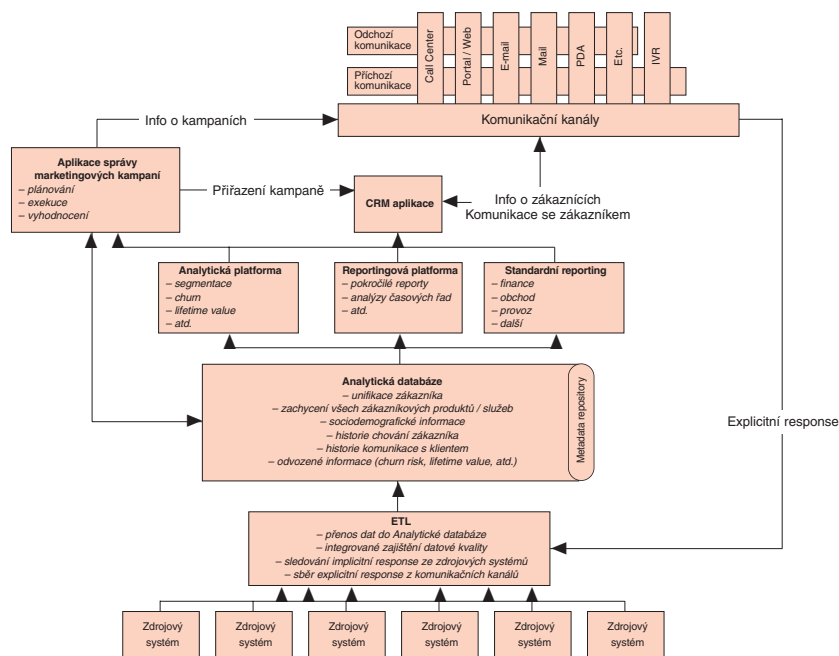 Odchozí
komunikace
Příchozí
komunikace
Call Center
Portal / Web
E-mail
Mail
PDA
Etc.
IVR
Komunikační kanály
Info o kampaních
Aplikace správy
marketingových kampaní
– plánování
– exekuce
– vyhodnocení
Přiřazení kampaně
CRM aplikace
Info o zákaznících
Komunikace se zákazníkem
Analytická platforma
– segmentace
– churn
– lifetime value
– atd.
Reportingová platforma
– pokročilé reporty
– analýzy časových řad
– atd.
Standardní reporting
– finance
– obchod
– provoz
– další
Analytická databáze
– unifikace zákazníka
– zachycení všech zákazníkových produktů / služeb
– sociodemografické informace
– historie chování zákazníka
– historie komunikace s klientem
– odvozené informace (churn risk, lifetime value, atd.)
Metadata repository
Explicitní response
ETL
– přenos dat do Analytické databáze
– integrované zajištění datové kvality
– sledování implicitní response ze zdrojových systémů
– sběr explicitní response z komunikačních kanálů
Zdrojový
systém
Zdrojový
systém
Zdrojový
systém
Zdrojový
systém
Zdrojový
systém
Zdrojový
systém